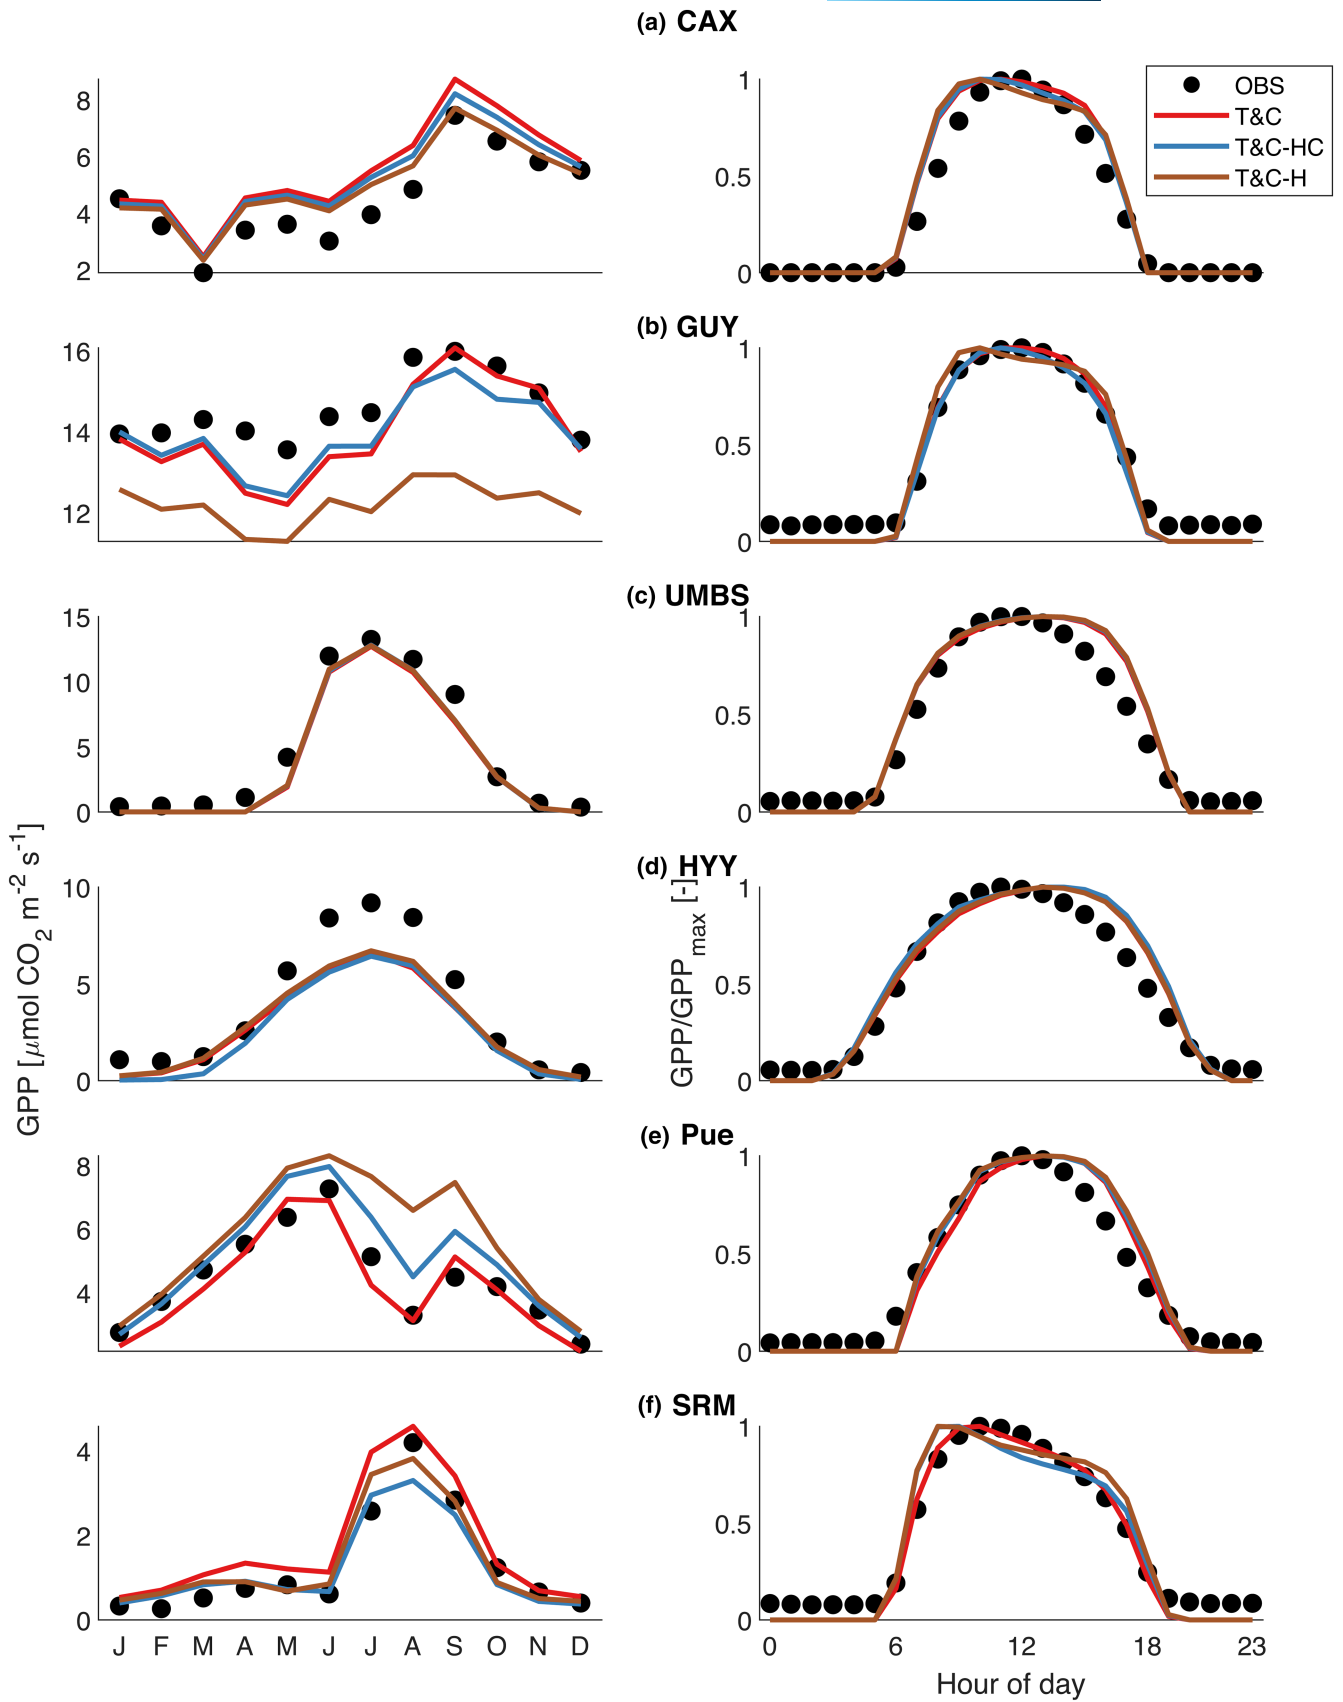 (a) CAX
8
6
4
2
1
0.5
0
OBS
T&C
T&C-HC
T&C-H
(b) GUY
16
14
12
1
0.5
0
(c) UMBS
15
10
5
0
1
0.5
0
(d) HYY
10
5
0
1
0.5
0
GPP [μmol CO2 m-2 s-1]
GPP/GPPmax [-]
(e) Pue
8
6
4
1
0.5
0
(f) SRM
4
2
0
J F M A M J J A S O N D
1
0.5
0
0 6 12 18 23
Hour of day